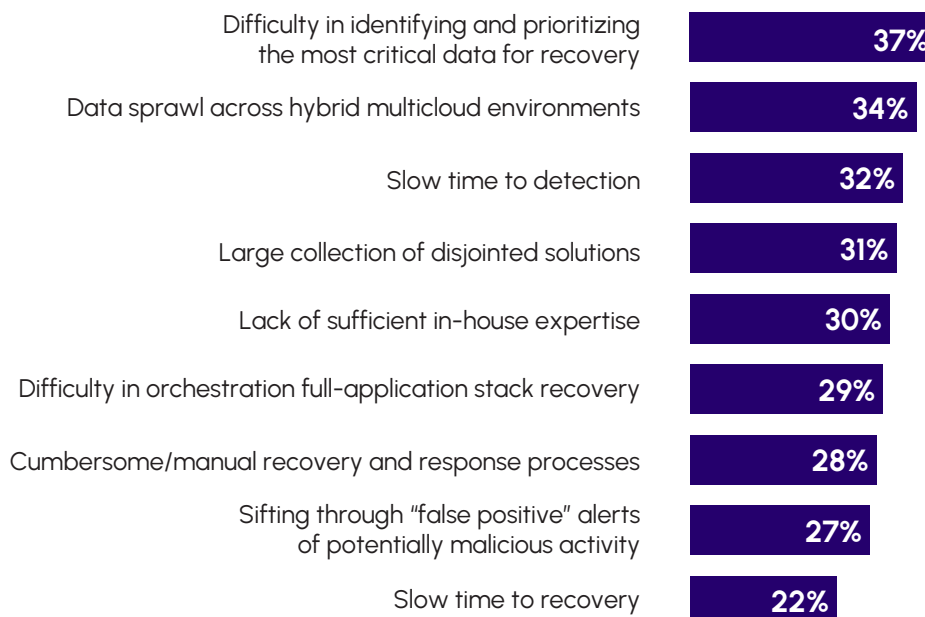 Difficulty in identifying and prioritizing
the most critical data for recovery
37%
Data sprawl across hybrid multicloud environments
34%
Slow time to detection
32%
Large collection of disjointed solutions
31%
Lack of sufficient in-house expertise
30%
Difficulty in orchestration full-application stack recovery
29%
Cumbersome/manual recovery and response processes
28%
Sifting through “false positive” alerts
of potentially malicious activity
27%
Slow time to recovery
22%